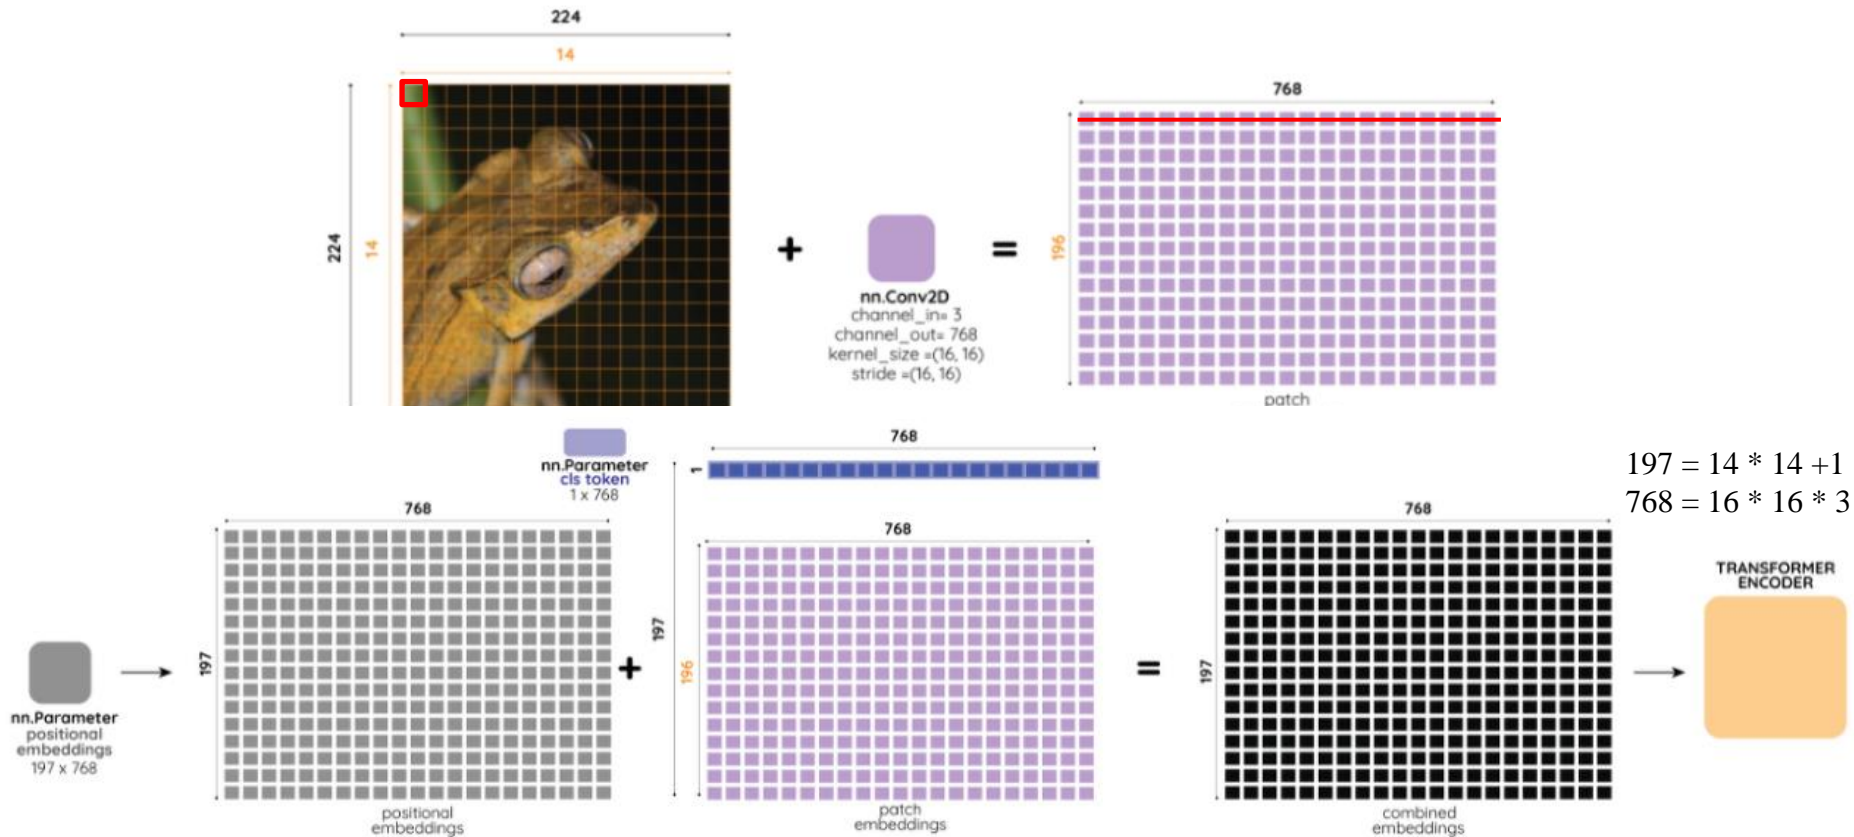 224
14
224
14
+
nn.Conv2D
channel_in= 3
channel_out= 768
kernel_size =(16, 16)
stride =(16, 16)
=
768
196
patch
nn.Parameter
cls token
1 x 768
768
1
197 = 14 * 14 +1
768 = 16 * 16 * 3
nn.Parameter
positional
embeddings
197 x 768
768
197
positional
embeddings
+
197
768
196
patch
embeddings
=
768
197
combined
embeddings
TRANSFORMER
ENCODER